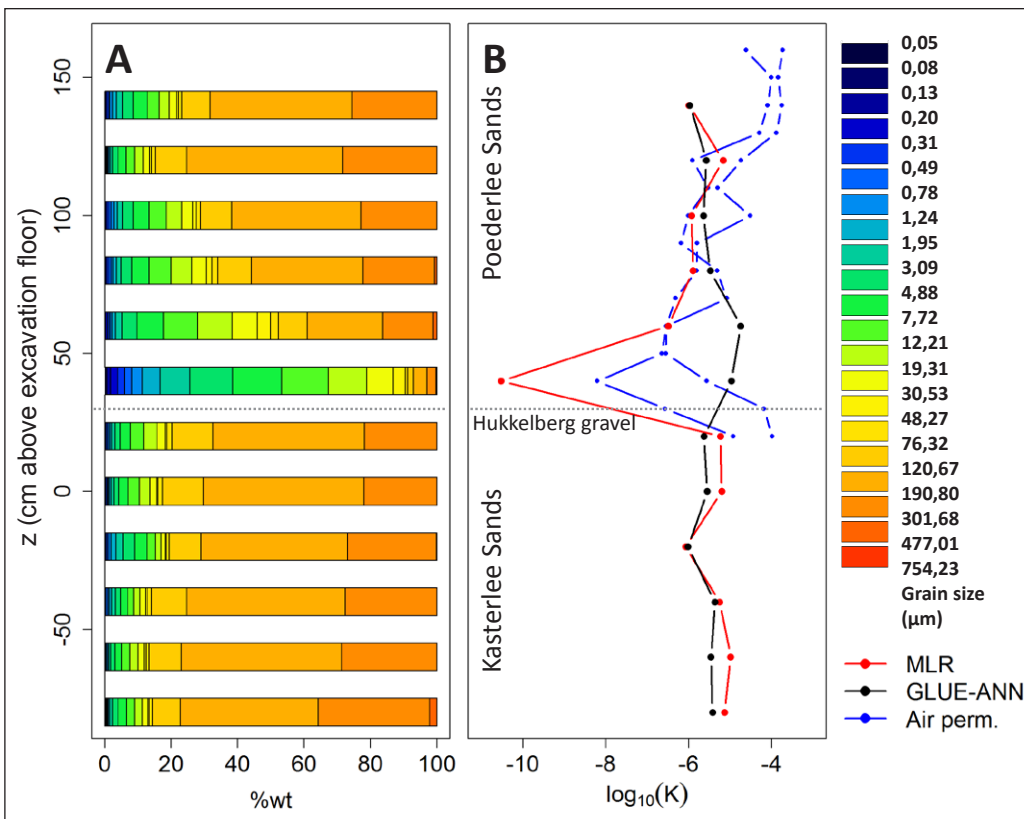 A
B
150
100
50
0
-50
z (cm above excavation floor)
0
20
40
60
80
100
%wt
Poederlee Sands
Hukkelberg gravel
Kasterlee Sands
-10
-8
-6
-4
log10(K)
0,05
0,08
0,13
0,20
0,31
0,49
0,78
1,24
1,95
3,09
4,88
7,72
12,21
19,31
30,53
48,27
76,32
120,67
190,80
301,68
477,01
754,23
Grain size
(µm)
MLR
GLUE-ANN
Air perm.